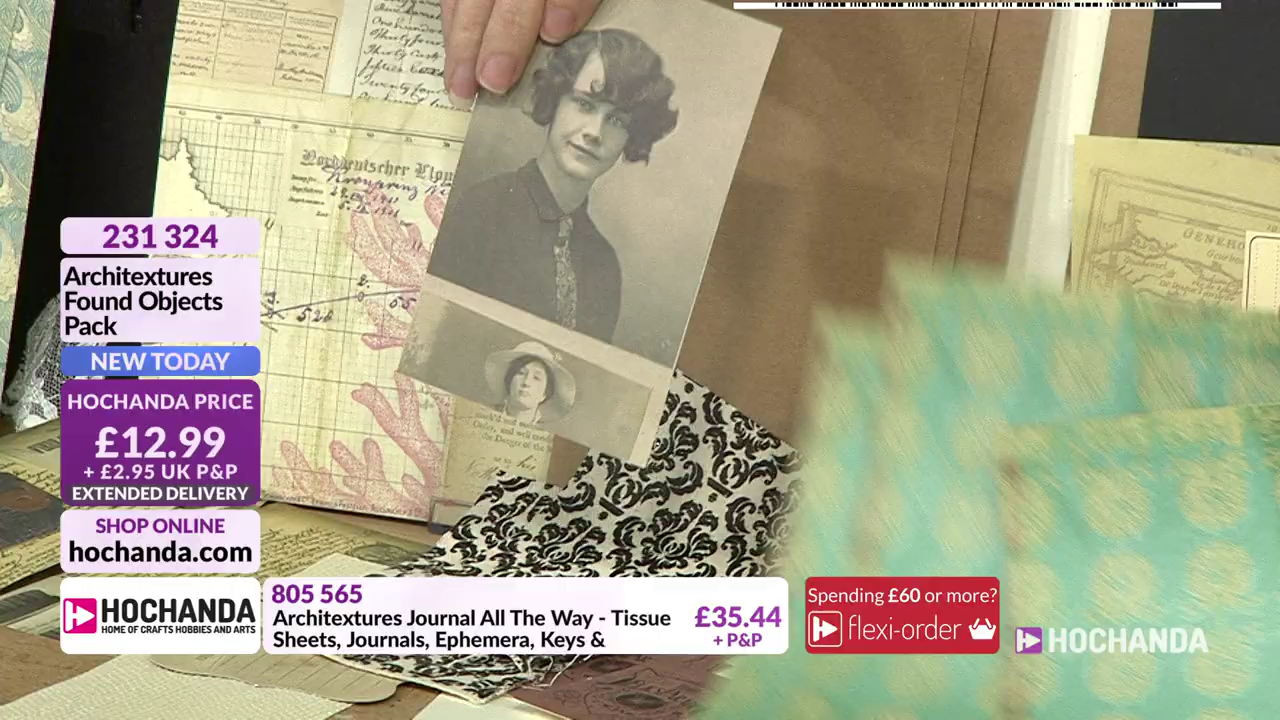 Norddeutscher Lloyd
231 324
Architextures
Found Objects
Pack
NEW TODAY
HOCHANDA PRICE
£12.99
+ £2.95 UK P&P
EXTENDED DELIVERY
SHOP ONLINE
hochanda.com
HOCHANDA
HOME OF CRAFTS HOBBIES AND ARTS
805 565
Architextures Journal All The Way - Tissue
Sheets, Journals, Ephemera, Keys &
£35.44
+ P&P
Spending £60 or more?
flexi-order
HOCHANDA